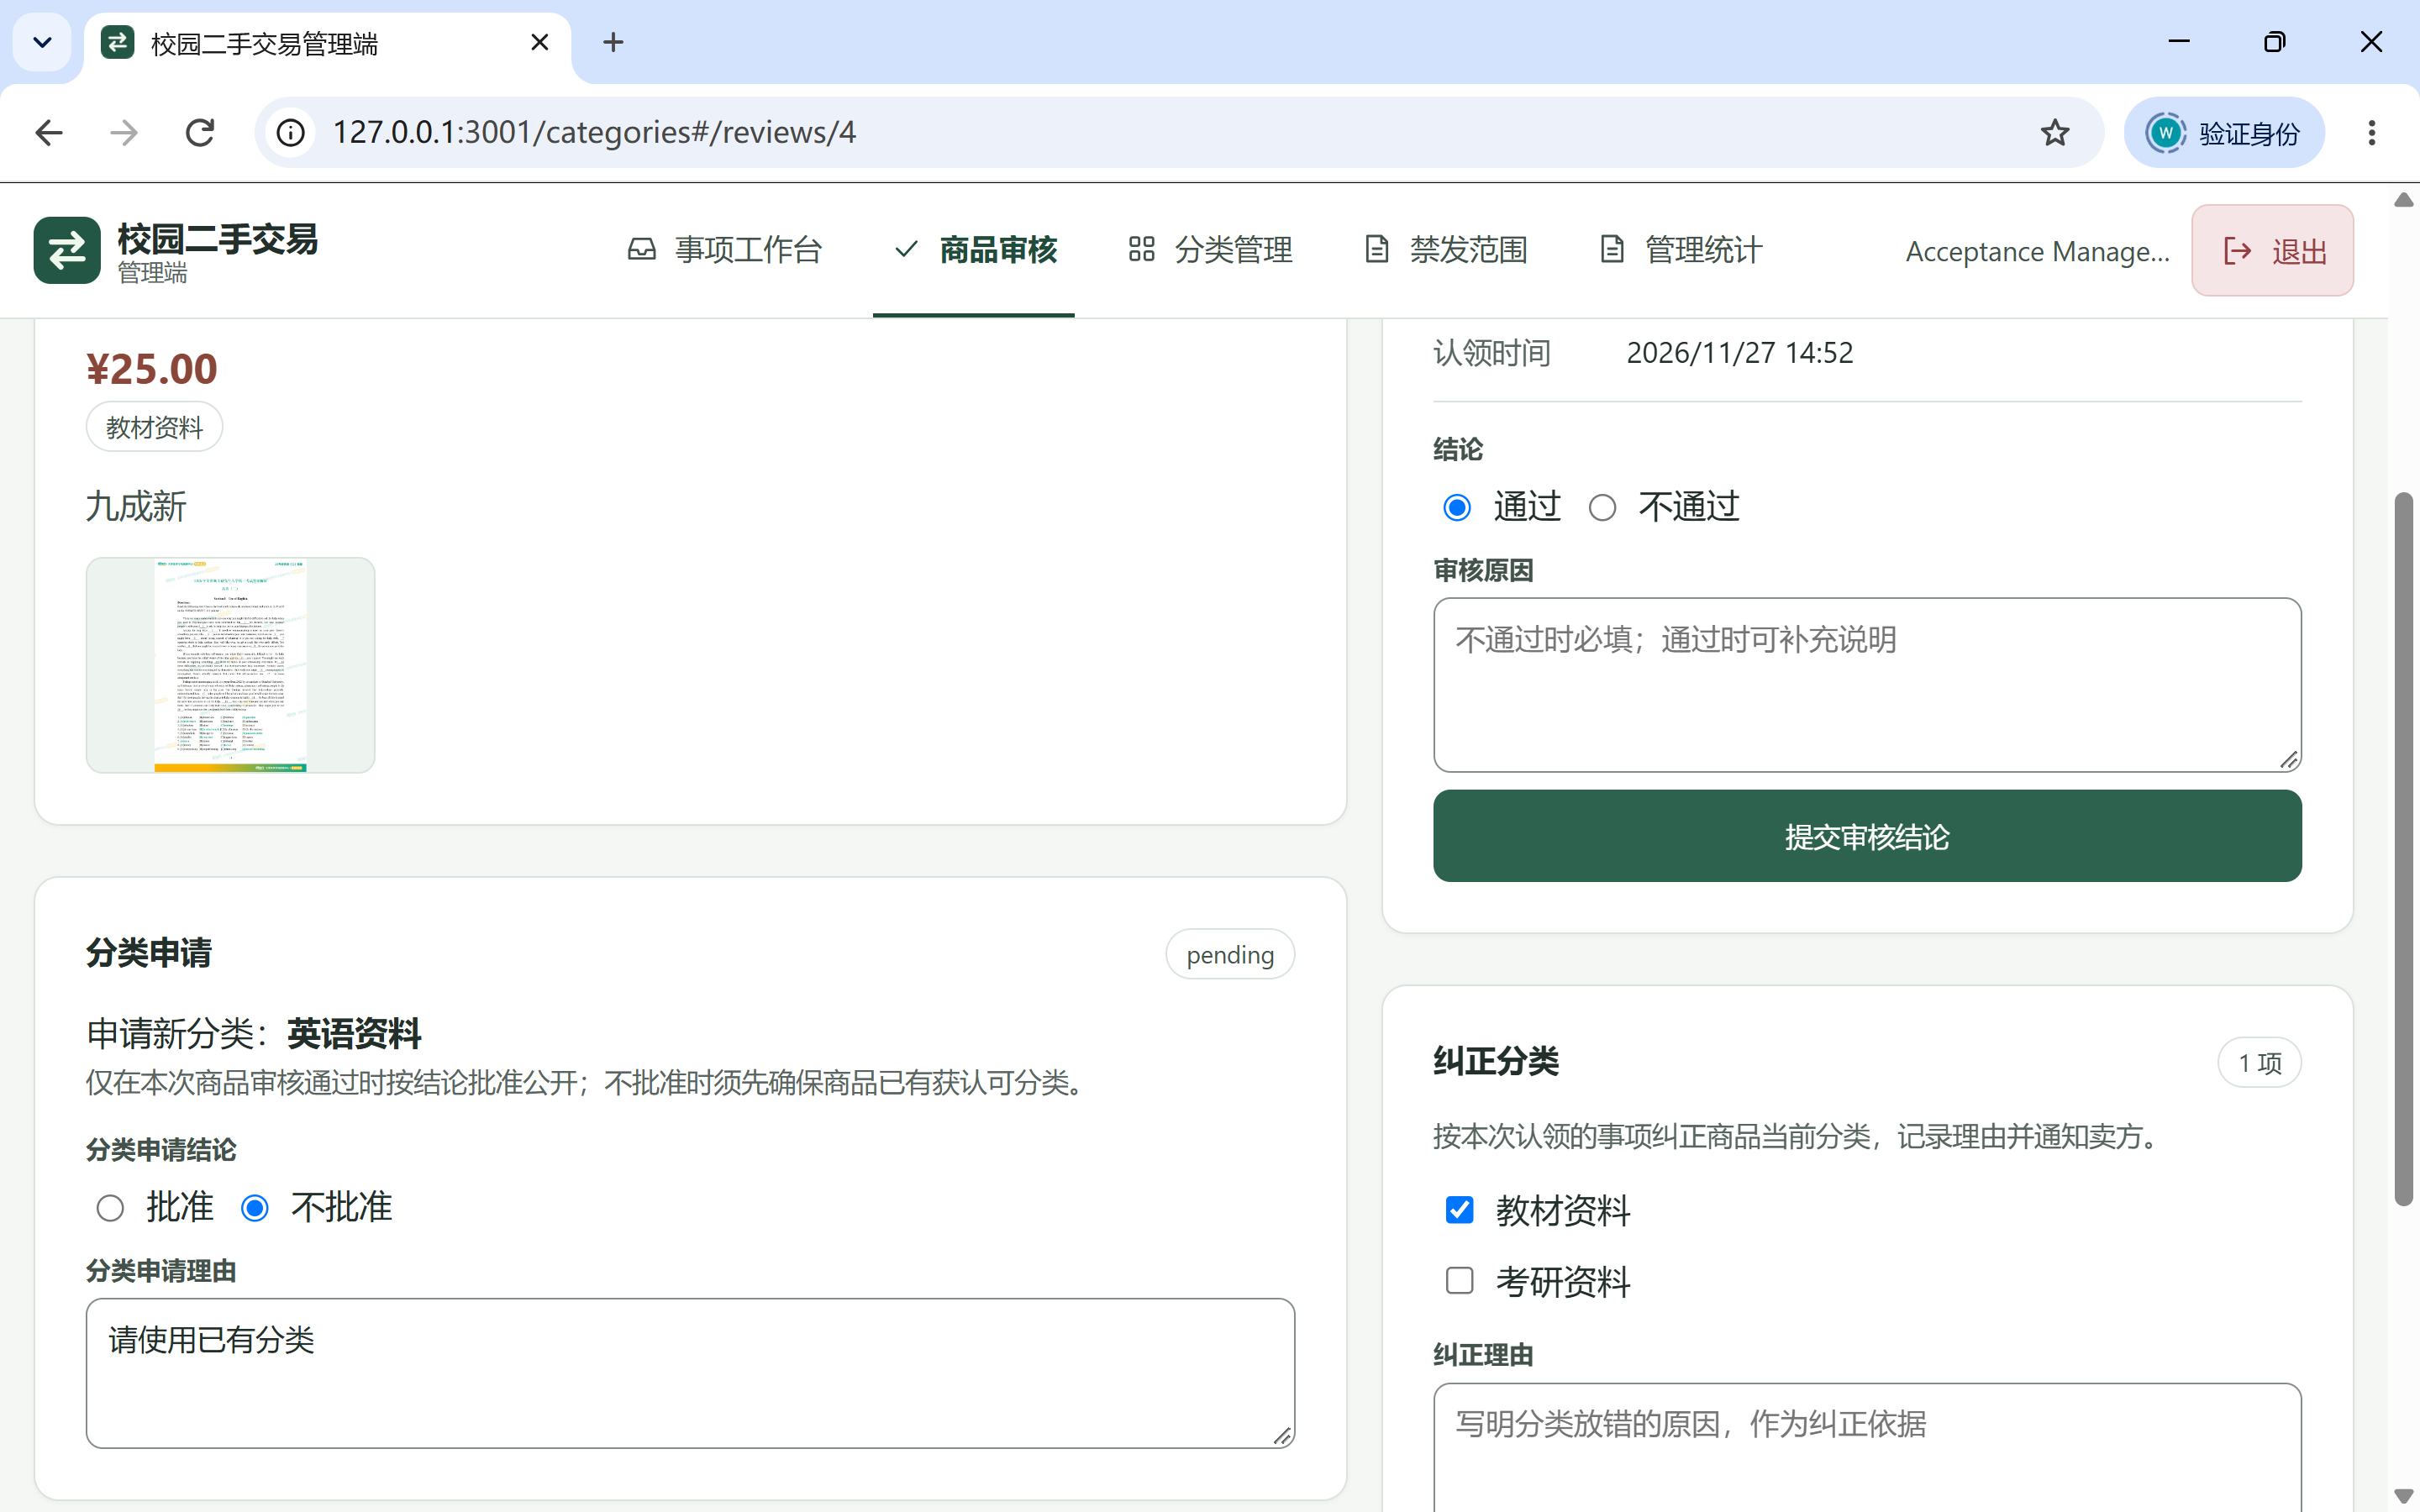 校园二手交易管理端
127.0.0.1:3001/categories#/reviews/4
W 验证身份
校园二手交易
管理端
事项工作台
商品审核
分类管理
禁发范围
管理统计
Acceptance Manage...
退出
¥25.00
教材资料
九成新
分类申请
pending
申请新分类：英语资料
仅在本次商品审核通过时按结论批准公开；不批准时须先确保商品已有获认可分类。
分类申请结论
批准 不批准
分类申请理由
请使用已有分类
认领时间 2026/11/27 14:52
结论
通过 不通过
审核原因
不通过时必填；通过时可补充说明
提交审核结论
纠正分类
1 项
按本次认领的事项纠正商品当前分类，记录理由并通知卖方。
教材资料
考研资料
纠正理由
写明分类放错的原因，作为纠正依据